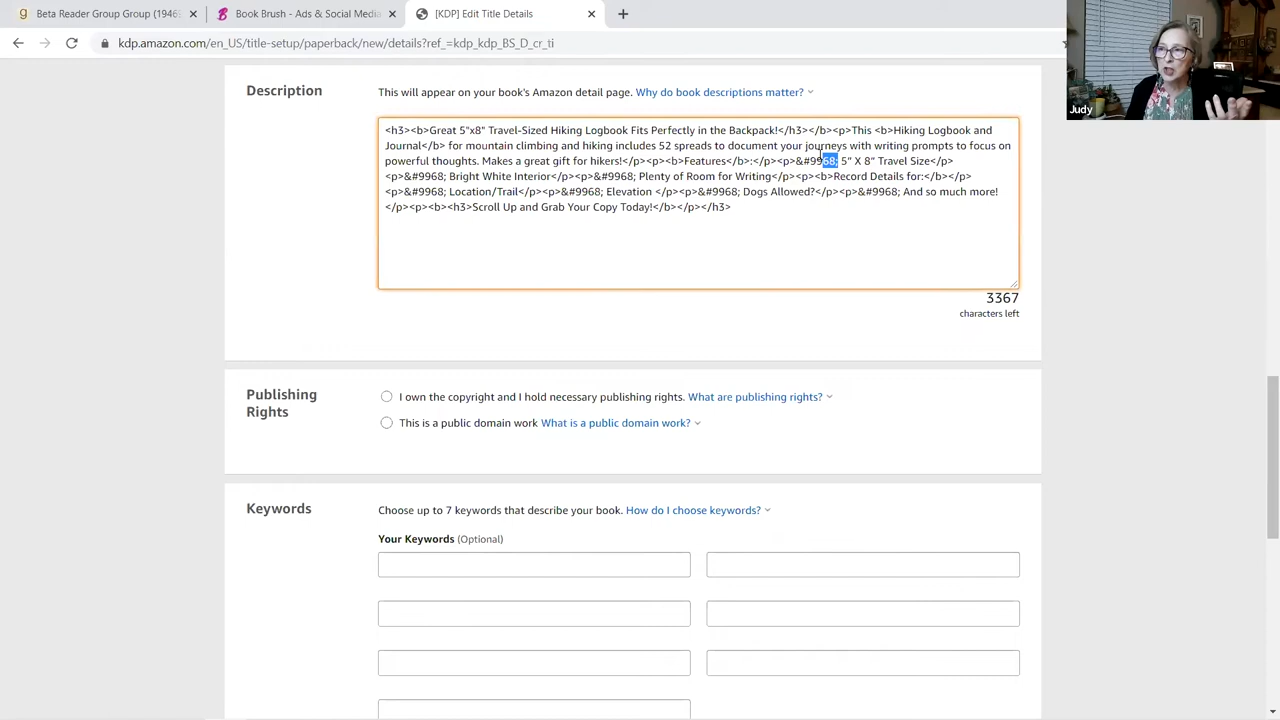 Beta Reader Group Group (1946
Book Brush - Ads & Social Media
[KDP] Edit Title Details
kdp.amazon.com/en_US/title-setup/paperback/new/details?ref_=kdp_kdp_BS_D_cr_ti
Judy
Description
This will appear on your book's Amazon detail page. Why do book descriptions matter?
<h3><b>Great 5"x8" Travel-Sized Hiking Logbook Fits Perfectly in the Backpack!</h3></b><p>This <b>Hiking Logbook and
Journal</b> for mountain climbing and hiking includes 52 spreads to document your journeys with writing prompts to focus on
powerful thoughts. Makes a great gift for hikers!</p><p><b>Features</b>:</p><p>&#9968; 5” X 8” Travel Size</p>
<p>&#9968; Bright White Interior</p><p>&#9968; Plenty of Room for Writing</p><p><b>Record Details for:</b></p>
<p>&#9968; Location/Trail</p><p>&#9968; Elevation </p><p>&#9968; Dogs Allowed?</p><p>&#9968; And so much more!
</p><p><b><h3>Scroll Up and Grab Your Copy Today!</b></p></h3>
3367
characters left
Publishing
Rights
I own the copyright and I hold necessary publishing rights. What are publishing rights?
This is a public domain work What is a public domain work?
Keywords
Choose up to 7 keywords that describe your book. How do I choose keywords?
Your Keywords (Optional)